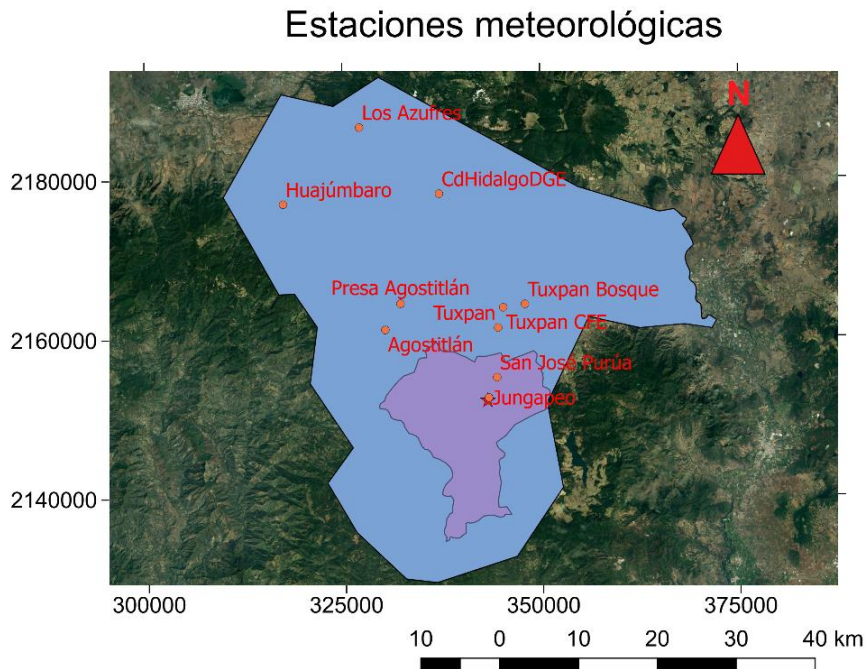 Estaciones meteorológicas
N
Los Azufres
2180000
Huajúmbaro
CdHidalgoDGE
Presa Agostitlán
Tuxpan Bosque
Tuxpan
Tuxpan CFE
2160000
Agostitlán
San José Purúa
Jungapeo
2140000
300000 325000 350000 375000
10 0 10 20 30 40 km